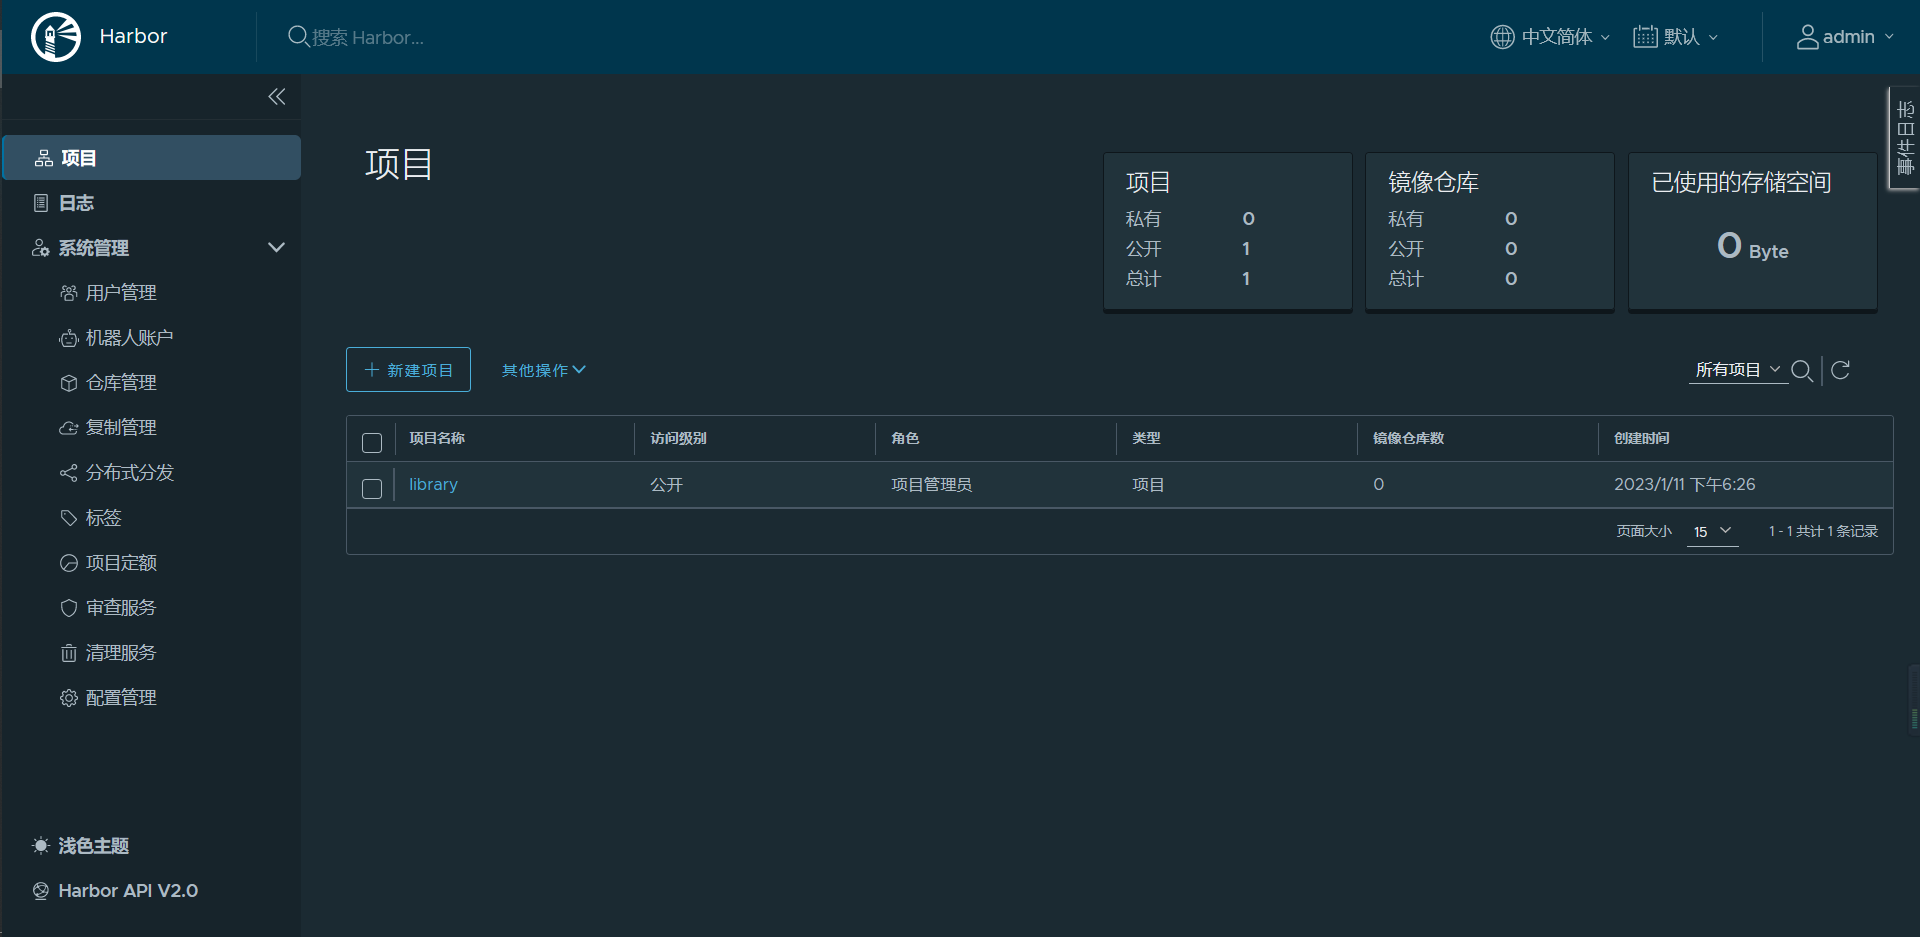 Harbor
搜索 Harbor...
中文简体
默认
admin
事件日志
项目
日志
系统管理
用户管理
机器人账户
仓库管理
复制管理
分布式分发
标签
项目定额
审查服务
清理服务
配置管理
浅色主题
Harbor API V2.0
项目
项目
私有 0
公开 1
总计 1
镜像仓库
私有 0
公开 0
总计 0
已使用的存储空间
0 Byte
新建项目
其他操作
所有项目
项目名称 访问级别 角色 类型 镜像仓库数 创建时间
library 公开 项目管理员 项目 0 2023/1/11 下午6:26
页面大小 15 1 - 1 共计 1 条记录